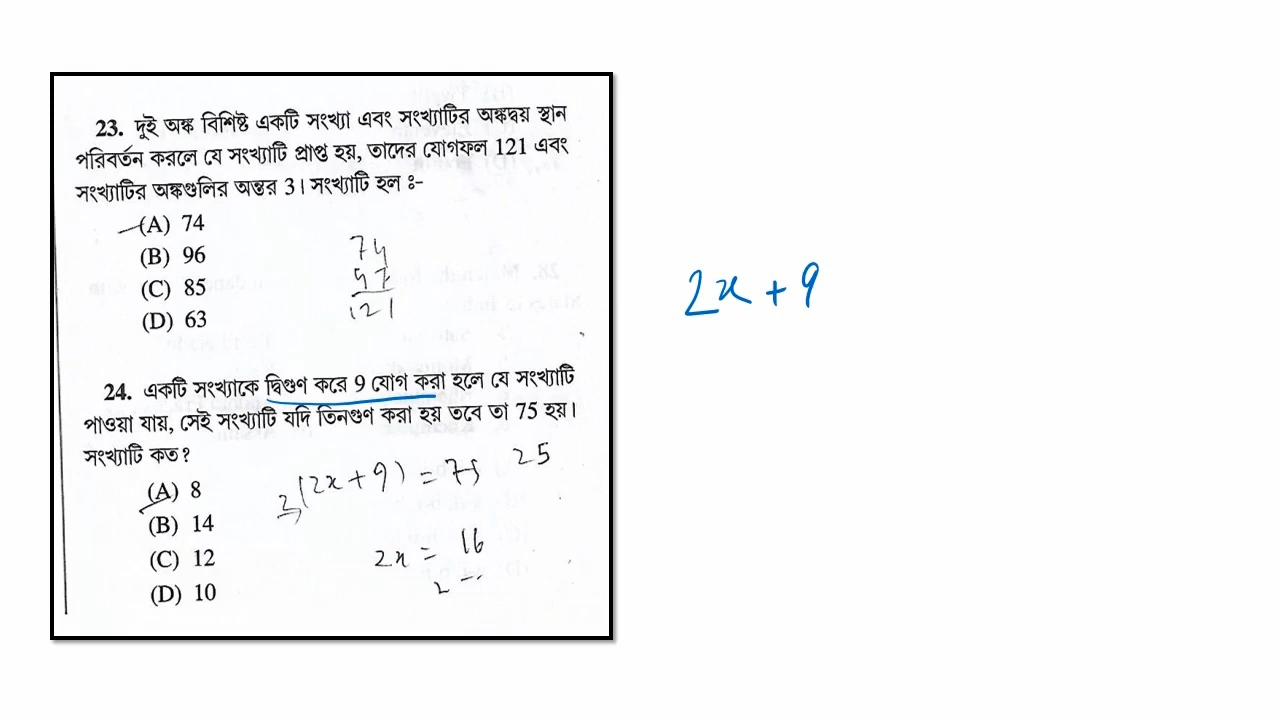 23. দুই অঙ্ক বিশিষ্ট একটি সংখ্যা এবং সংখ্যাটির অঙ্কদ্বয় স্থান
পরিবর্তন করলে যে সংখ্যাটি প্রাপ্ত হয়, তাদের যোগফল 121 এবং
সংখ্যাটির অঙ্কগুলির অন্তর 3। সংখ্যাটি হল ঃ-
(A) 74
(B) 96
(C) 85
(D) 63
74
47
121
24. একটি সংখ্যাকে দ্বিগুণ করে 9 যোগ করা হলে যে সংখ্যাটি
পাওয়া যায়, সেই সংখ্যাটি যদি তিনগুণ করা হয় তবে তা 75 হয়।
সংখ্যাটি কত?
(A) 8
(B) 14
(C) 12
(D) 10
3(2x+9) = 75 25
2x = 16
2x + 9